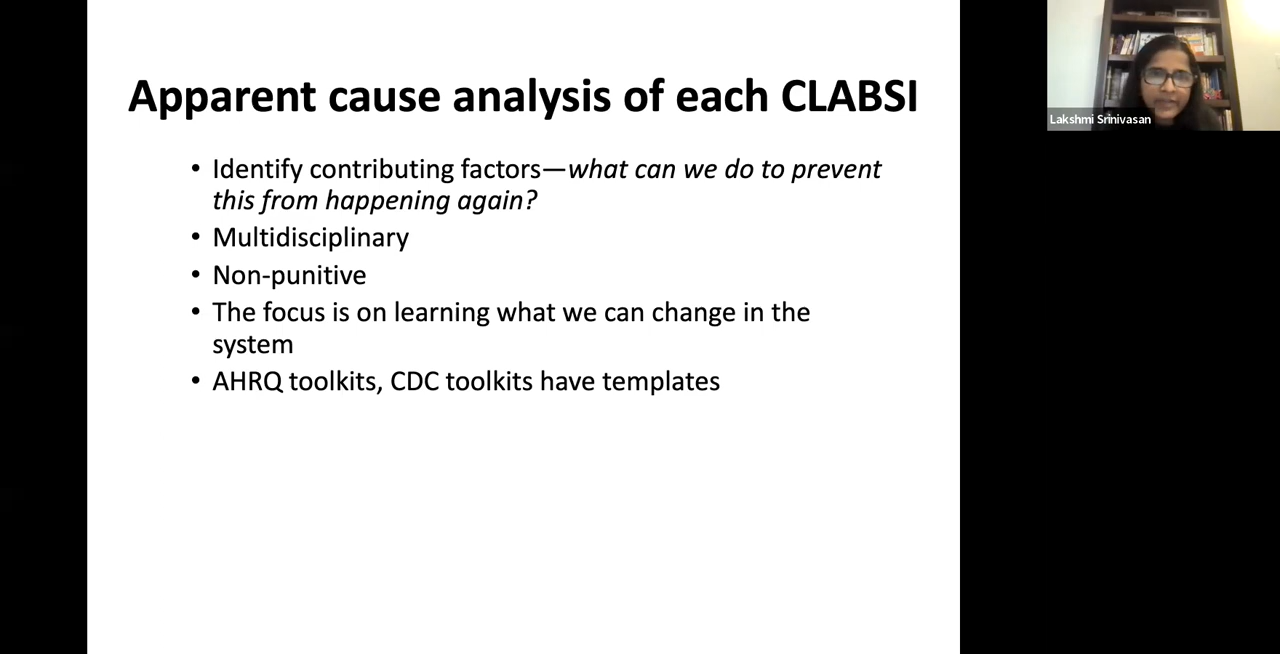 Apparent cause analysis of each CLABSI
• Identify contributing factors—what can we do to prevent
this from happening again?
• Multidisciplinary
• Non-punitive
• The focus is on learning what we can change in the
system
• AHRQ toolkits, CDC toolkits have templates
Lakshmi Srinivasan